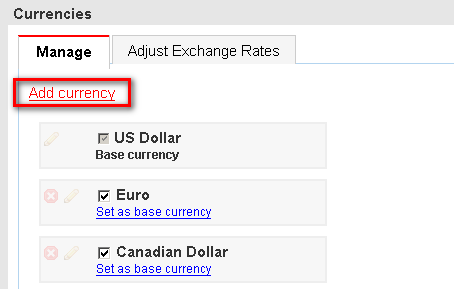 Currencies
Manage
Adjust Exchange Rates
Add currency
US Dollar
Base currency
Euro
Set as base currency
Canadian Dollar
Set as base currency